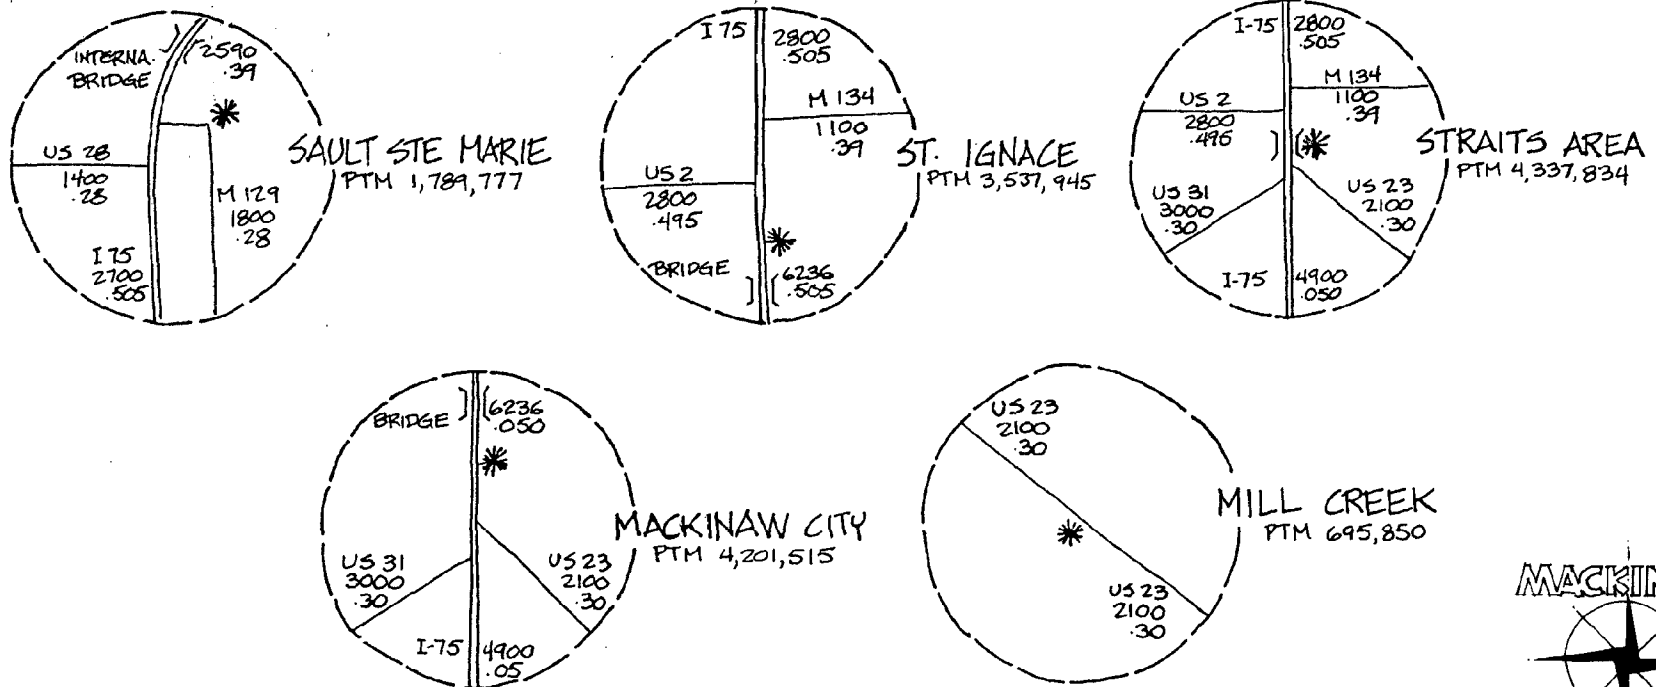 INTERNA.
BRIDGE
2590
.39
US 28
1400
.28
M 129
1800
.28
I 75
2700
.505
SAULT STE MARIE
PTM 1,789,777
I 75
2800
.505
M 134
1100
.39
US 2
2800
.495
BRIDGE
6236
.505
ST. IGNACE
PTM 3,537,945
I-75
2800
.505
M 134
1100
.39
US 2
2800
.495
US 31
3000
.30
US 23
2100
.30
I-75
4900
.050
STRAITS AREA
PTM 4,337,834
BRIDGE
6236
.050
US 31
3000
.30
US 23
2100
.30
I-75
4900
.05
MACKINAW CITY
PTM 4,201,515
US 23
2100
.30
US 23
2100
.30
MILL CREEK
PTM 695,850
MACKIN